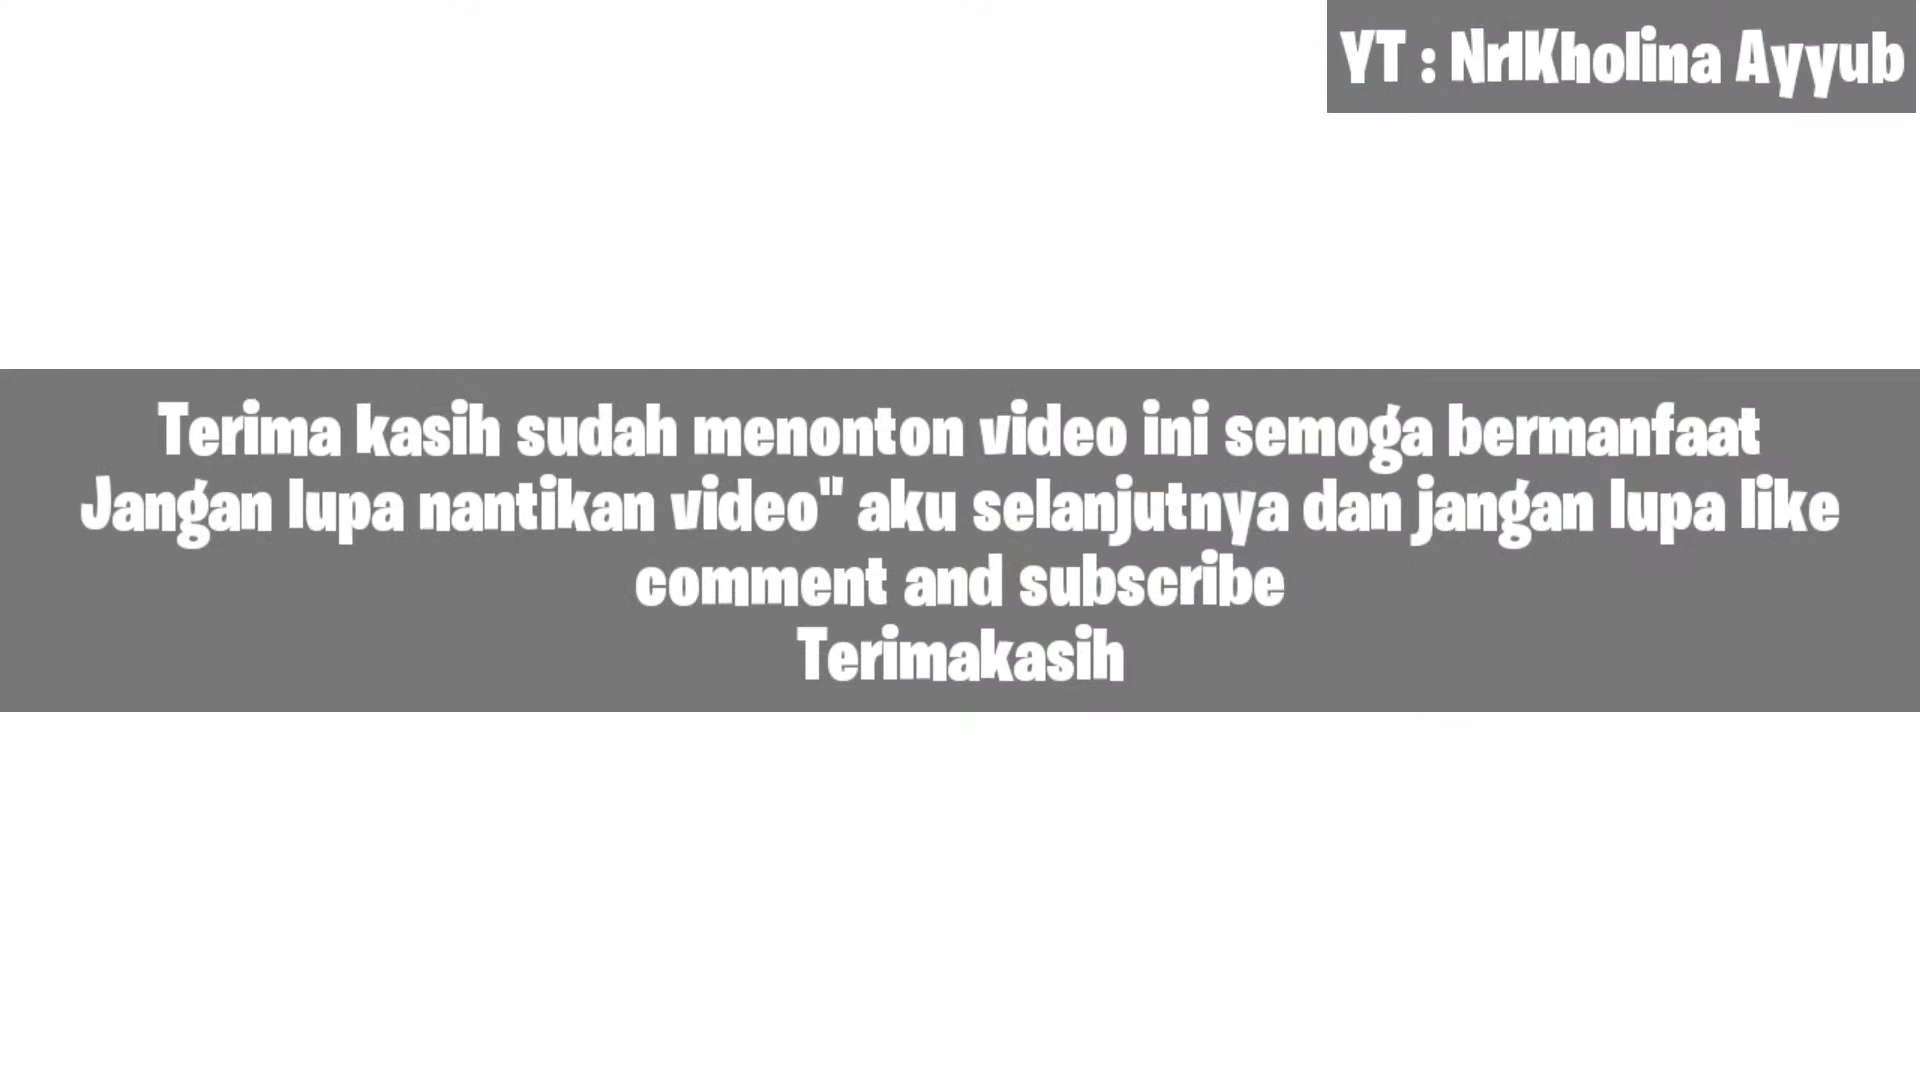 YT : NrlKholina Ayyub
Terima kasih sudah menonton video ini semoga bermanfaat
Jangan lupa nantikan video" aku selanjutnya dan jangan lupa like
comment and subscribe
Terimakasih